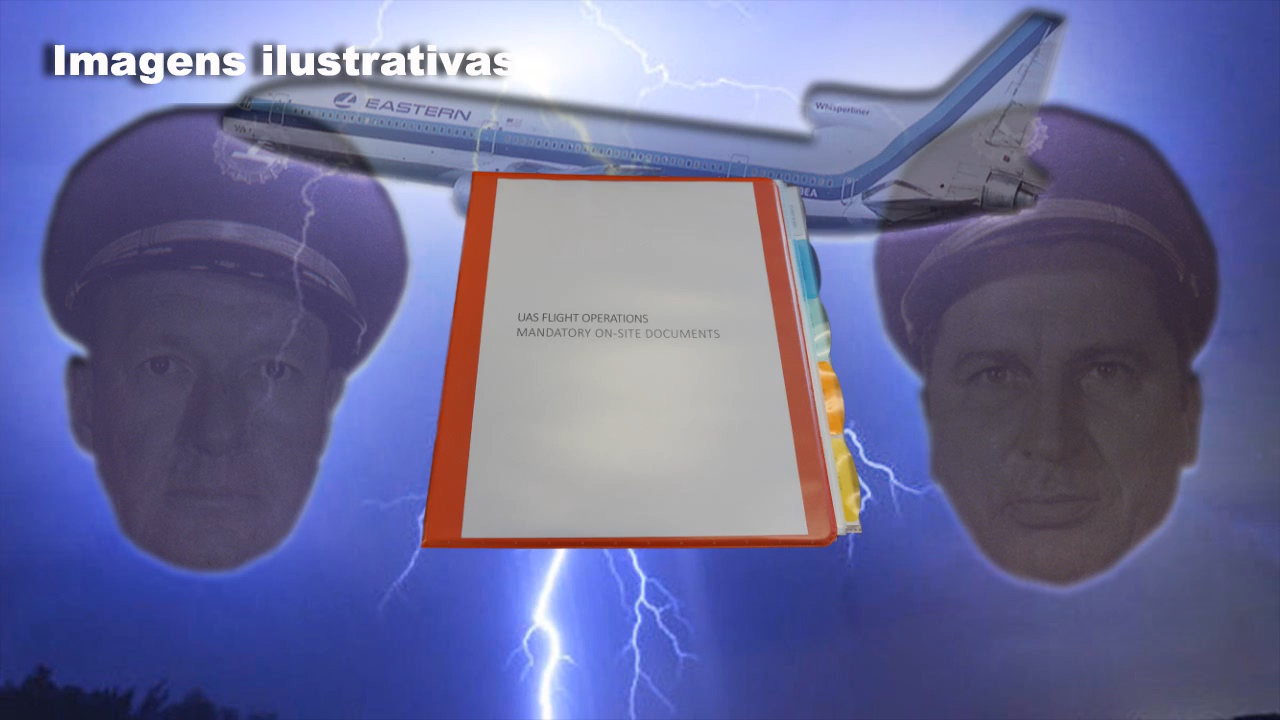 Imagens ilustrativas
EASTERN
Whisperliner
UAS FLIGHT OPERATIONS
MANDATORY ON-SITE DOCUMENTS